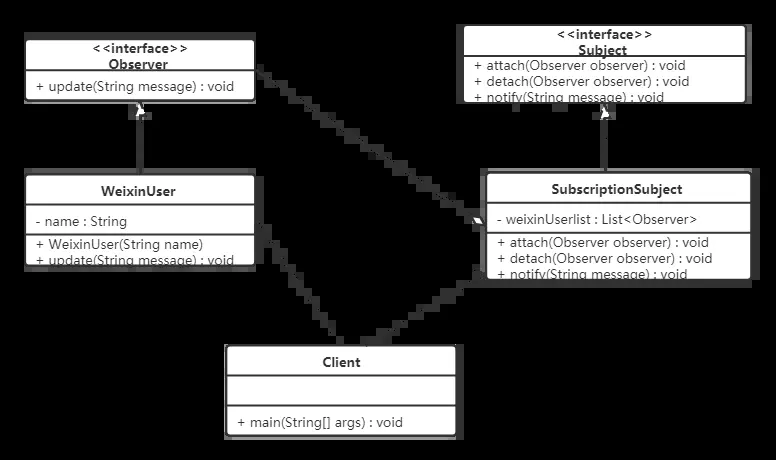 <<interface>>
Observer
+ update(String message) : void
<<interface>>
Subject
+ attach(Observer observer) : void
+ detach(Observer observer) : void
+ notify(String message) : void
WeixinUser
- name : String
+ WeixinUser(String name)
+ update(String message) : void
SubscriptionSubject
- weixinUserlist : List<Observer>
+ attach(Observer observer) : void
+ detach(Observer observer) : void
+ notify(String message) : void
Client
+ main(String[] args) : void